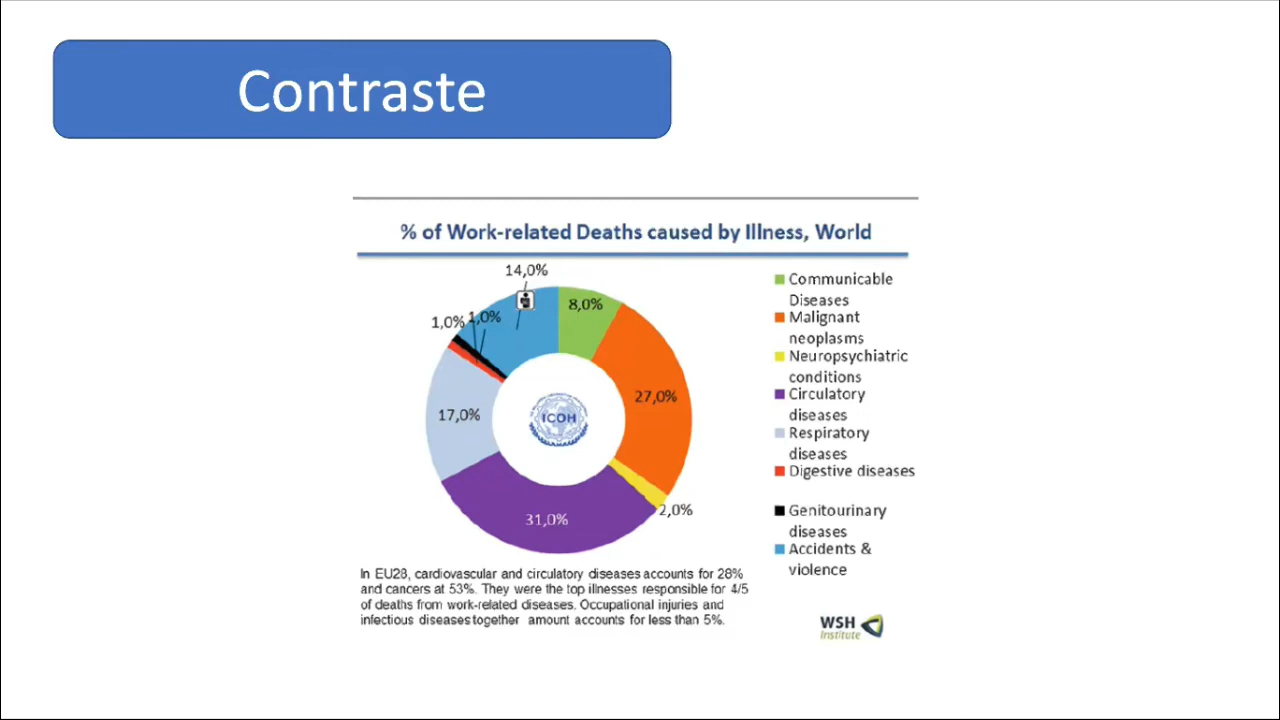 Contraste
% of Work-related Deaths caused by Illness, World
14,0%
8,0%
1,0%
1,0%
27,0%
17,0%
ICOH
31,0%
2,0%
Communicable
Diseases
Malignant
neoplasms
Neuropsychiatric
conditions
Circulatory
diseases
Respiratory
diseases
Digestive diseases
Genitourinary
diseases
Accidents &
violence
In EU28, cardiovascular and circulatory diseases accounts for 28%
and cancers at 53%. They were the top illnesses responsible for 4/5
of deaths from work-related diseases. Occupational injuries and
infectious diseases together amount accounts for less than 5%.
WSH
Institute